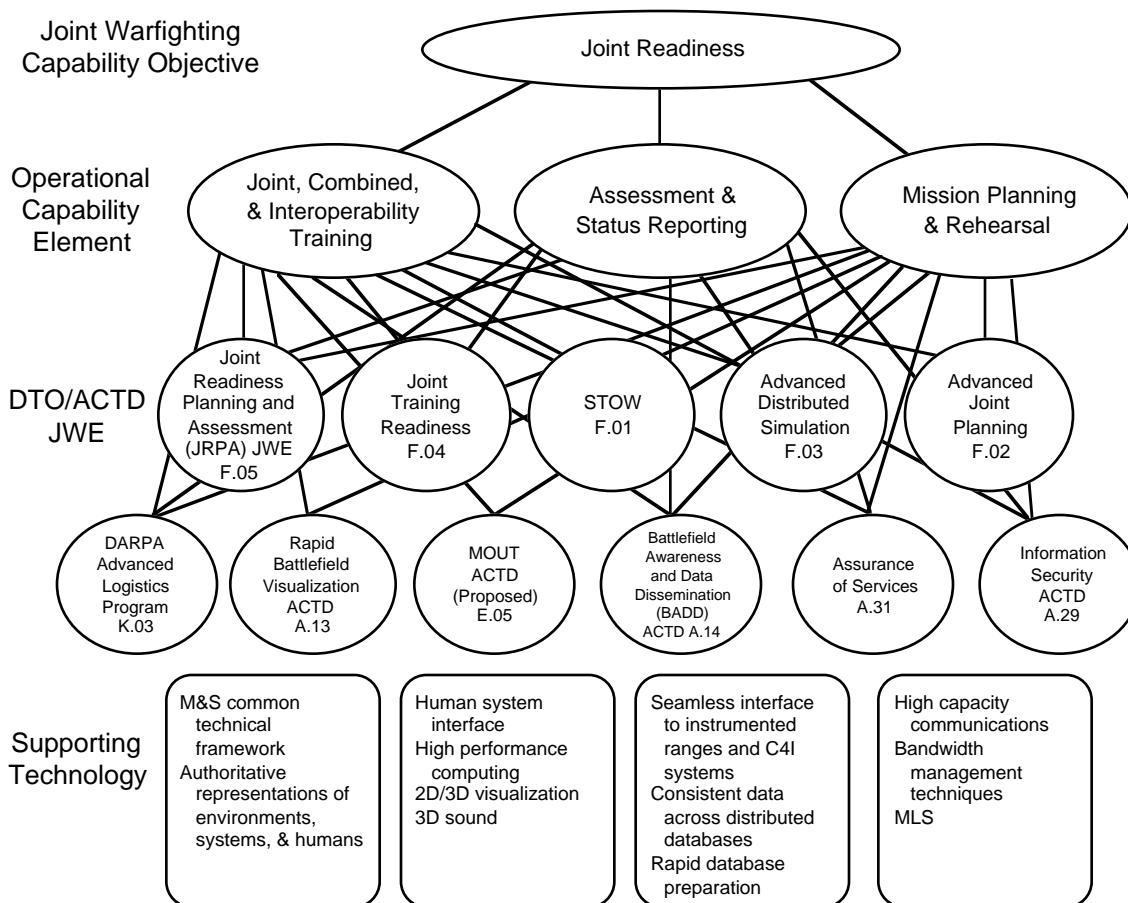 Joint Warfighting
Capability Objective
Joint Readiness
Operational
Capability
Element
Joint, Combined,
& Interoperability
Training
Assessment &
Status Reporting
Mission Planning
& Rehearsal
DTO/ACTD
JWE
Joint
Readiness
Planning and
Assessment
(JRPA) JWE
F.05
Joint
Training
Readiness
F.04
STOW
F.01
Advanced
Distributed
Simulation
F.03
Advanced
Joint
Planning
F.02
DARPA
Advanced
Logistics
Program
K.03
Rapid
Battlefield
Visualization
ACTD
A.13
MOUT
ACTD
(Proposed)
E.05
Battlefield
Awareness
and Data
Dissemination
(BADD)
ACTD A.14
Assurance
of Services
A.31
Information
Security
ACTD
A.29
Supporting
Technology
M&S common
technical
framework
Authoritative
representations of
environments,
systems, & humans
Human system
interface
High performance
computing
2D/3D visualization
3D sound
Seamless interface
to instrumented
ranges and C4I
systems
Consistent data
across distributed
databases
Rapid database
preparation
High capacity
communications
Bandwidth
management
techniques
MLS